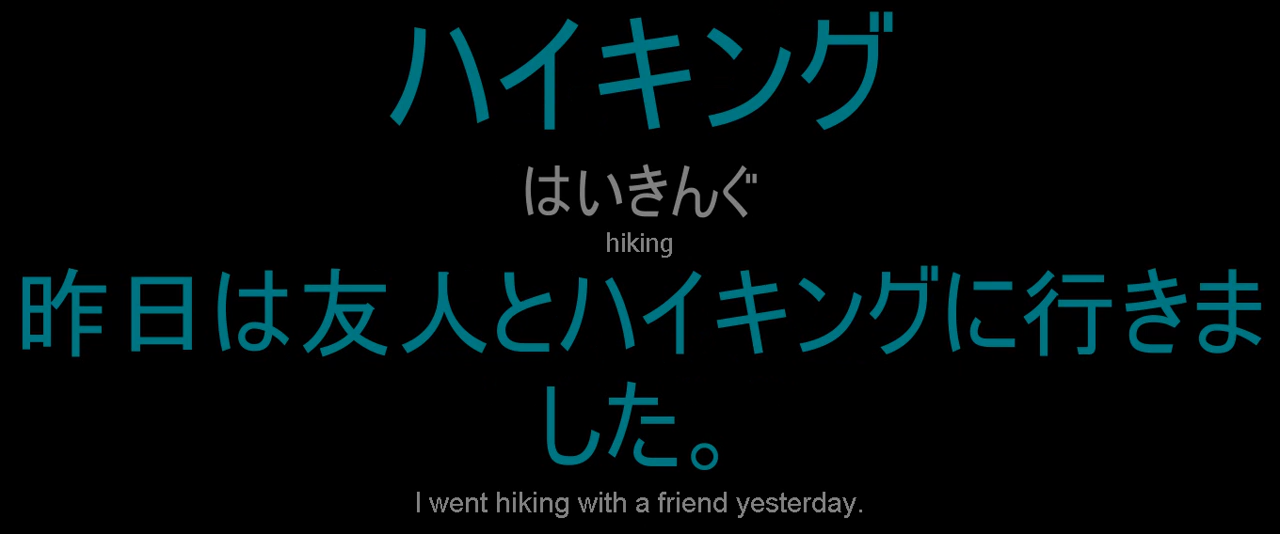 ハイキング
はいきんぐ
hiking
昨日は友人とハイキングに行きま
した。
I went hiking with a friend yesterday.